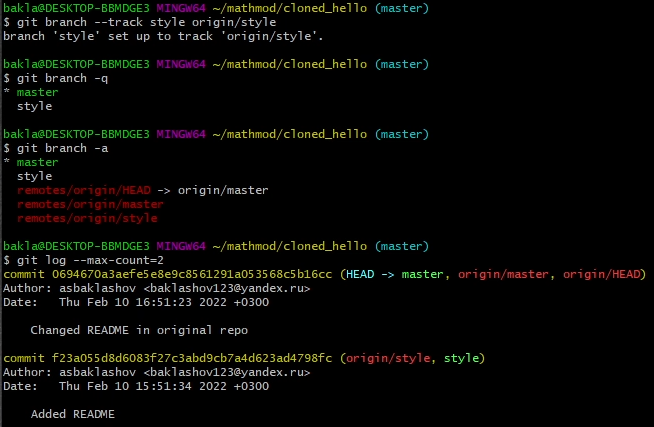 bakla@DESKTOP-BBMDGE3 MINGW64 ~/mathmod/cloned_hello (master)
$ git branch --track style origin/style
branch 'style' set up to track 'origin/style'.
bakla@DESKTOP-BBMDGE3 MINGW64 ~/mathmod/cloned_hello (master)
$ git branch -q
* master
style
bakla@DESKTOP-BBMDGE3 MINGW64 ~/mathmod/cloned_hello (master)
$ git branch -a
* master
style
remotes/origin/HEAD -> origin/master
remotes/origin/master
remotes/origin/style
bakla@DESKTOP-BBMDGE3 MINGW64 ~/mathmod/cloned_hello (master)
$ git log --max-count=2
commit 0694670a3aefe5e8e9c8561291a053568c5b16cc (HEAD -> master, origin/master, origin/HEAD)
Author: asbaklashov <baklashov123@yandex.ru>
Date:   Thu Feb 10 16:51:23 2022 +0300
Changed README in original repo
commit f23a055d8d6083f27c3abd9cb7a4d623ad4798fc (origin/style, style)
Author: asbaklashov <baklashov123@yandex.ru>
Date:   Thu Feb 10 15:51:34 2022 +0300
Added README